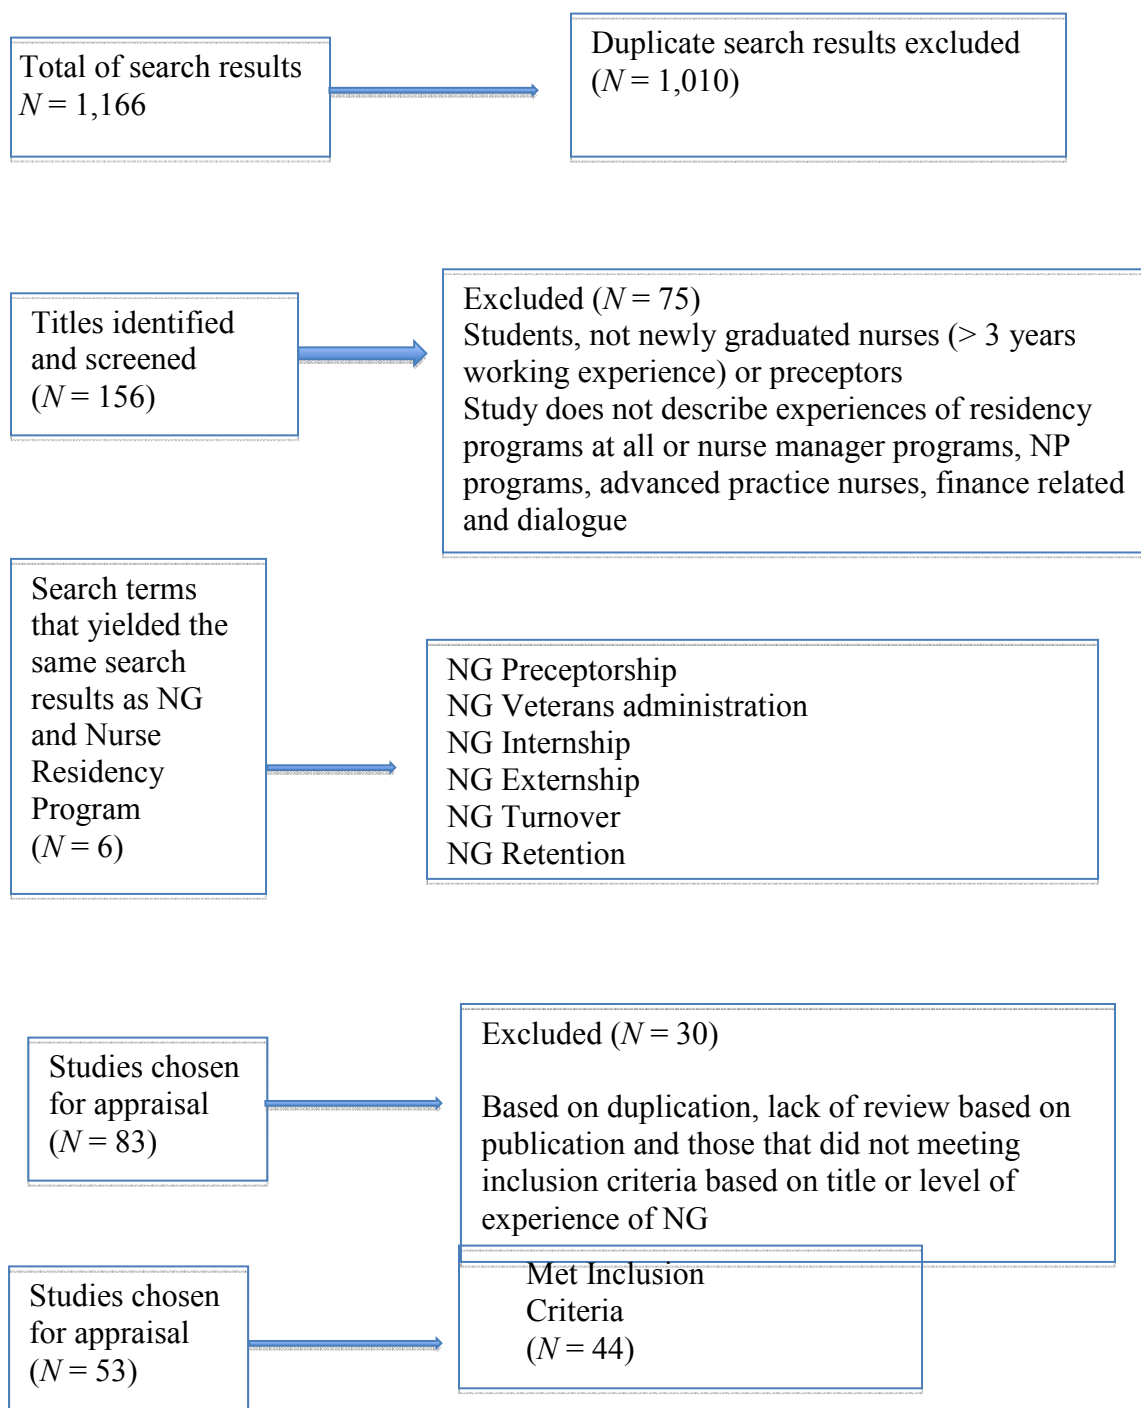 Total of search results
N = 1,166
Duplicate search results excluded
(N = 1,010)
Titles identified
and screened
(N = 156)
Excluded (N = 75)
Students, not newly graduated nurses (> 3 years
working experience) or preceptors
Study does not describe experiences of residency
programs at all or nurse manager programs, NP
programs, advanced practice nurses, finance related
and dialogue
Search terms
that yielded the
same search
results as NG
and Nurse
Residency
Program
(N = 6)
NG Preceptorship
NG Veterans administration
NG Internship
NG Externship
NG Turnover
NG Retention
Studies chosen
for appraisal
(N = 83)
Excluded (N = 30)
Based on duplication, lack of review based on
publication and those that did not meeting
inclusion criteria based on title or level of
experience of NG
Studies chosen
for appraisal
(N = 53)
Met Inclusion
Criteria
(N = 44)